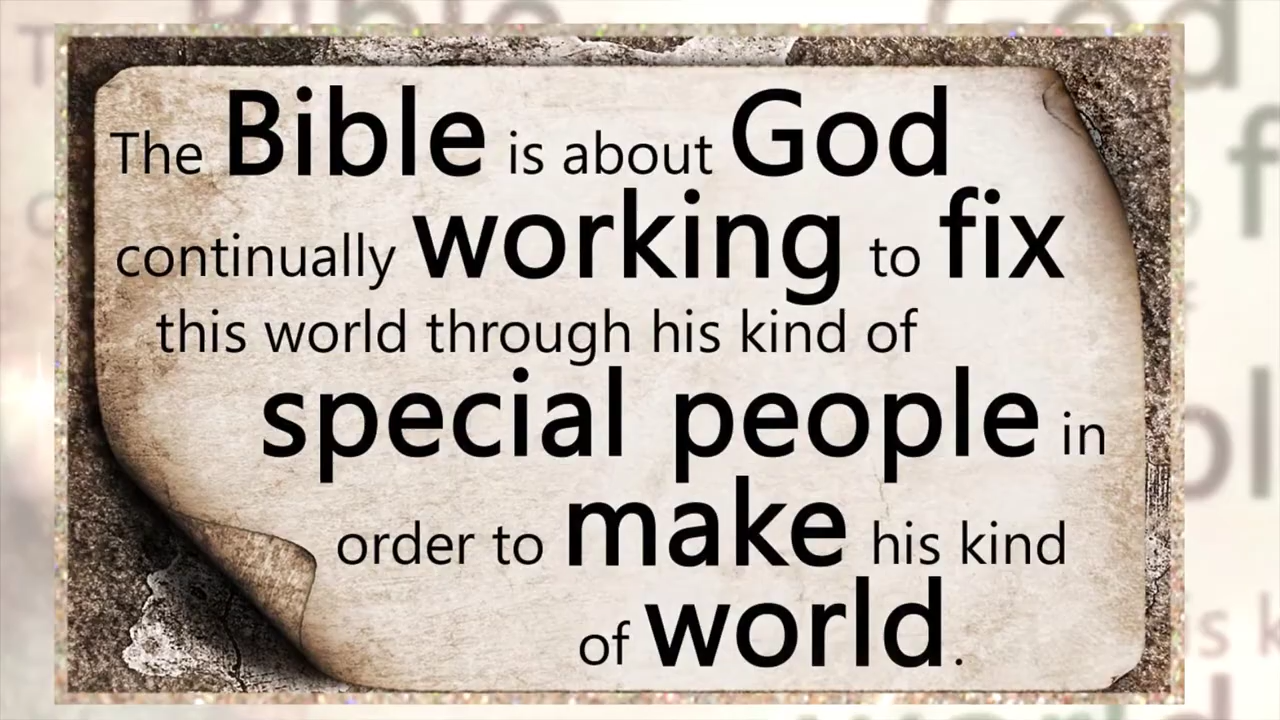 The Bible is about God
continually working to fix
this world through his kind of
special people in
order to make his kind
of world.